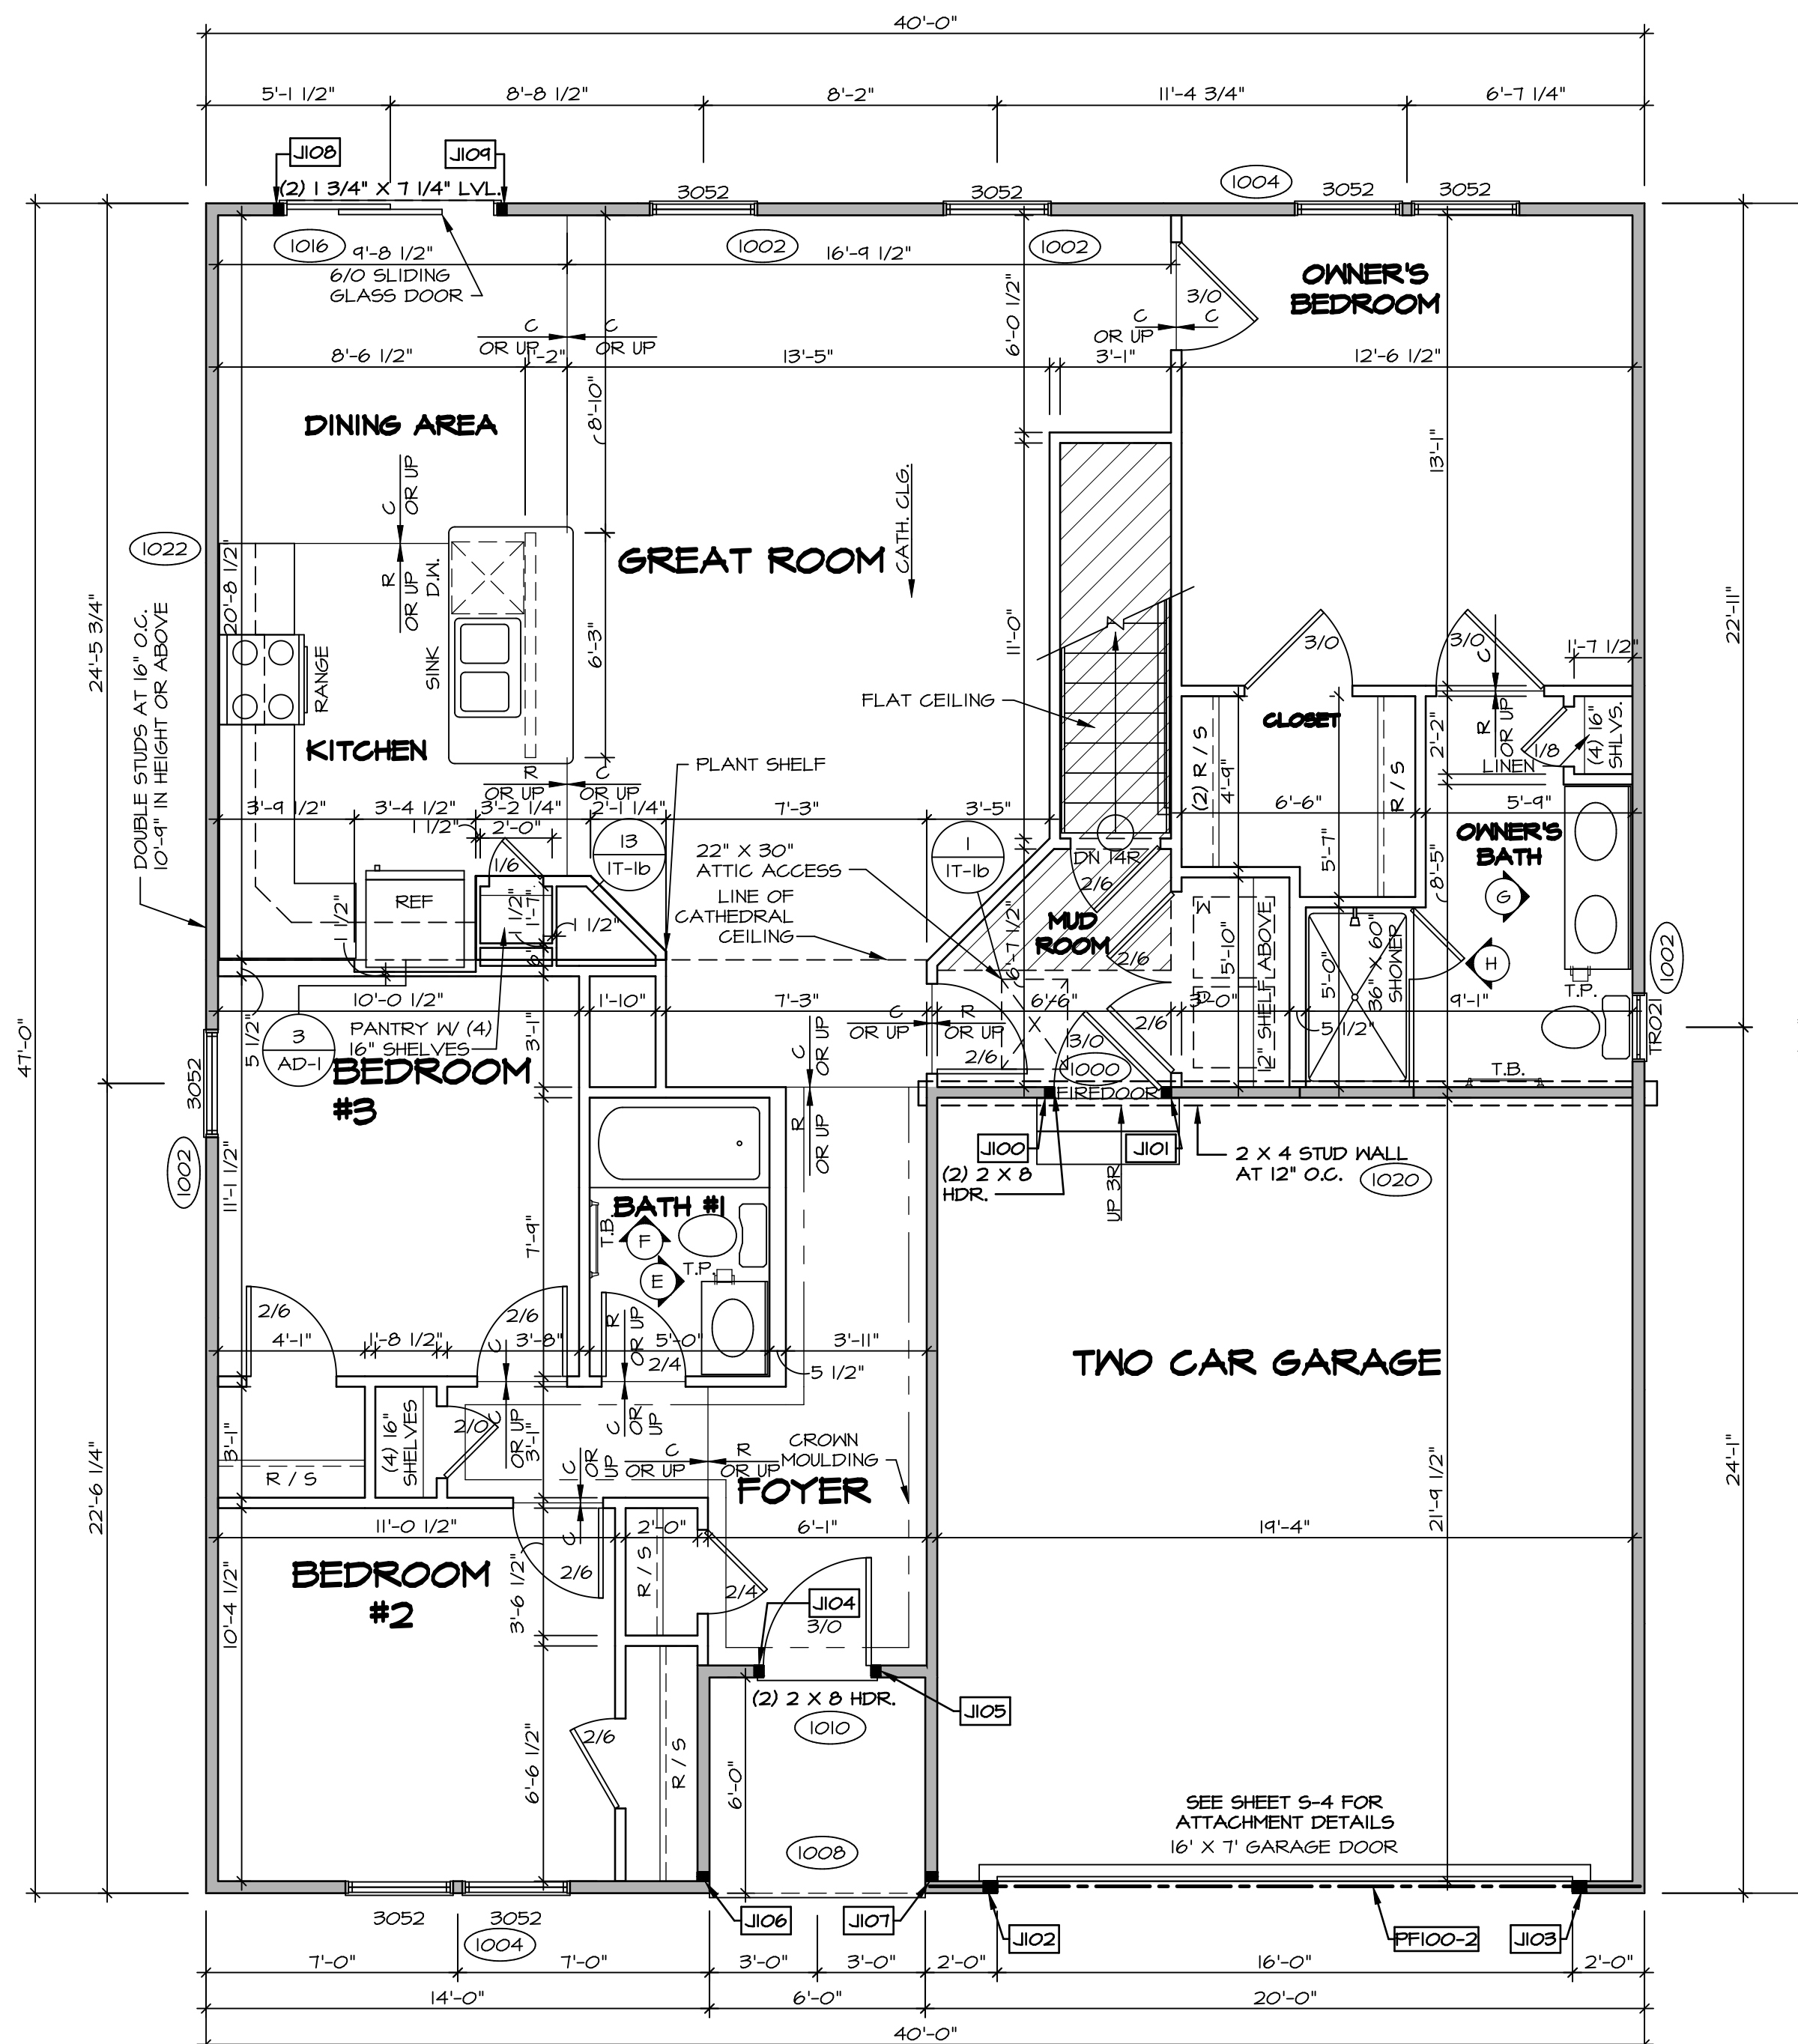 40'-0"
5'-1 1/2"
8'-8 1/2"
8'-2"
11'-4 3/4"
6'-7 1/4"
J108
J109
(2) 1 3/4" X 7 1/4" LVL.
3052
3052
1004
3052
3052
1016
9'-8 1/2"
1002
16'-9 1/2"
1002
6/0 SLIDING
GLASS DOOR
OWNER'S
BEDROOM
3/0
6'-0 1/2"
C
OR UP
C
OR UP
C
OR UP
C
8'-6 1/2"
1'-2"
13'-5"
3'-1"
12'-6 1/2"
8'-10"
DINING AREA
13'-1"
C
OR UP
R
OR UP
CATH. CLG.
1022
20'-8 1/2"
D.W.
GREAT ROOM
24'-5 3/4"
22'-11"
DOUBLE STUDS AT 16" O.C.
10'-9" IN HEIGHT OR ABOVE
RANGE
SINK
6'-3"
11'-0"
3/0
3/0
C
R
OR UP
1'-7 1/2"
FLAT CEILING
CLOSET
KITCHEN
PLANT SHELF
(2) R / S
4'-9"
R / S
2'-2"
1/8
LINEN
(4) 16"
SHLVS.
R
OR UP
C
OR UP
3'-9 1/2"
3'-4 1/2"
3'-2 1/4"
2'-1 1/4"
7'-3"
3'-5"
6'-6"
5'-9"
1 1/2"
2'-0"
1/6
13
IT-1b
1
IT-1b
22" X 30"
ATTIC ACCESS
LINE OF
CATHEDRAL
CEILING
DN 14R
2/6
5'-7"
8'-5"
OWNER'S
BATH
G
REF
1 1/2"
1 1/2"
1'-7"
1 1/2"
6"
MUD
ROOM
6'-7 1/2"
2/6
W
D
5'-10"
12" SHELF ABOVE
5'-0"
36" X 60"
SHOWER
H
T.P.
1002
TR021
10'-0 1/2"
1'-10"
7'-3"
C
OR UP
R
OR UP
6'-6"
3'-0"
5 1/2"
9'-1"
5 1/2"
PANTRY W/ (4)
16" SHELVES
3'-1"
3
AD-1
C
OR UP
R
OR UP
2/6
3/0
2/6
1000
FIREDOOR
T.B.
47'-0"
3052
BEDROOM
#3
J100
J101
(2) 2 X 8
HDR.
UP 3R
2 X 4 STUD WALL
AT 12" O.C.
1020
1002
11'-1 1/2"
7'-9"
BATH #1
T.B.
F
E
T.P.
2/6
2/6
4'-1"
1'-8 1/2"
3'-8"
5'-0"
3'-11"
R
OR UP
2/4
5 1/2"
TWO CAR GARAGE
C
OR UP
C
OR UP
3'-1"
(4) 16"
SHELVES
2/0
3'-1"
R / S
C
OR UP
C
C
OR UP
R
OR UP
CROWN
MOULDING
FOYER
22'-6 1/4"
21'-9 1/2"
24'-1"
11'-0 1/2"
2'-0"
6'-1"
19'-4"
BEDROOM
#2
10'-4 1/2"
3'-6 1/2"
2/6
R / S
2/4
J104
3/0
(2) 2 X 8 HDR.
J105
1010
2/6
6'-6 1/2"
R / S
6'-0"
1008
SEE SHEET S-4 FOR
ATTACHMENT DETAILS
16' X 7' GARAGE DOOR
3052
3052
1004
J106
J107
J102
PF100-2
J103
7'-0"
7'-0"
3'-0"
3'-0"
2'-0"
16'-0"
2'-0"
14'-0"
6'-0"
20'-0"
40'-0"